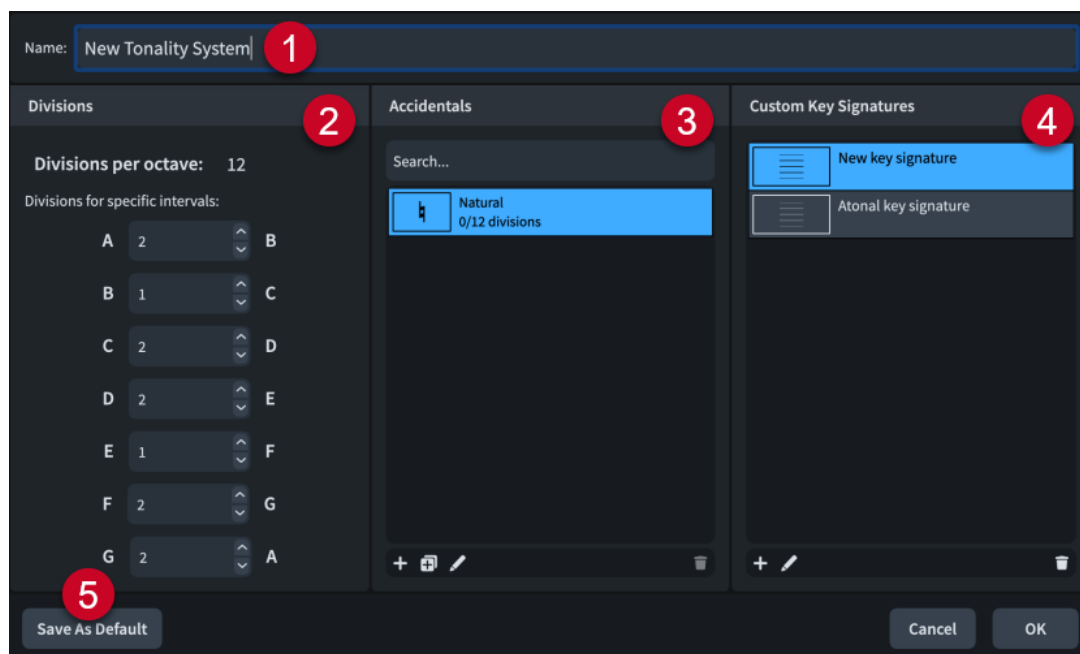 Name: New Tonality System 1
Divisions 2
Divisions per octave: 12
Divisions for specific intervals:
A 2 B
B 1 C
C 2 D
D 2 E
E 1 F
F 2 G
G 2 A
Accidentals 3
Search...
Natural
0/12 divisions
Custom Key Signatures 4
New key signature
Atonal key signature
5
Save As Default
Cancel
OK